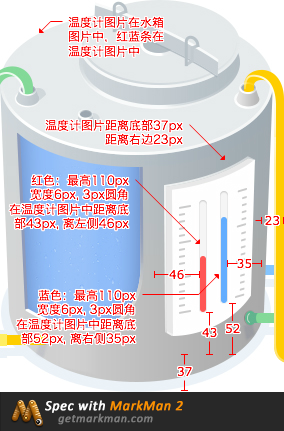 温度计图片在水箱
图片中，红蓝条在
温度计图片中
温度计图片距离底部37px
距离右边23px
红色：最高110px
宽度6px, 3px圆角
在温度计图片中距离底
部43px, 离左侧46px
23
35
46
蓝色：最高110px
宽度6px, 3px圆角
在温度计图片中距离底
部52px, 离右侧35px
43
52
37
Spec with MarkMan 2
getmarkman.com